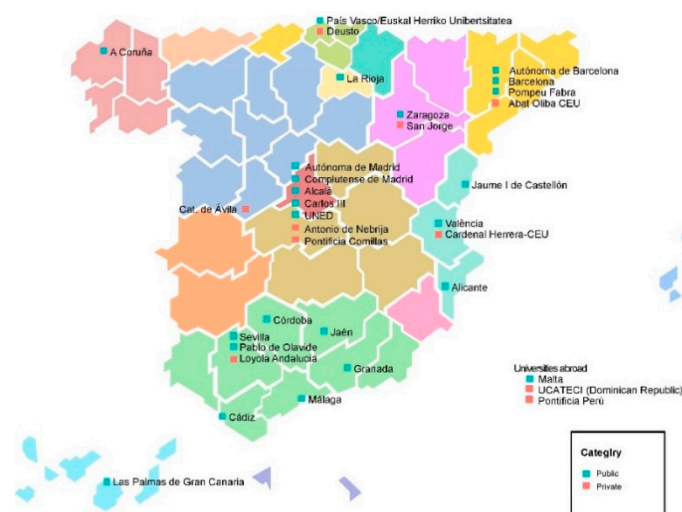 País Vasco/Euskal Herriko Unibertsitatea
Deusto
A Coruña
La Rioja
Autònoma de Barcelona
Barcelona
Pompeu Fabra
Abat Oliba CEU
Zaragoza
San Jorge
Autónoma de Madrid
Complutense de Madrid
Alcalá
Carlos III
UNED
Antonio de Nebrija
Pontificia Comillas
Cat. de Ávila
Jaume I de Castellón
València
Cardenal Herrera-CEU
Alicante
Córdoba
Jaén
Sevilla
Pablo de Olavide
Loyola Andalucía
Granada
Málaga
Cádiz
Las Palmas de Gran Canaria
Universities abroad
Malta
UCATECI (Dominican Republic)
Pontificia Perú
Categlry
Public
Private